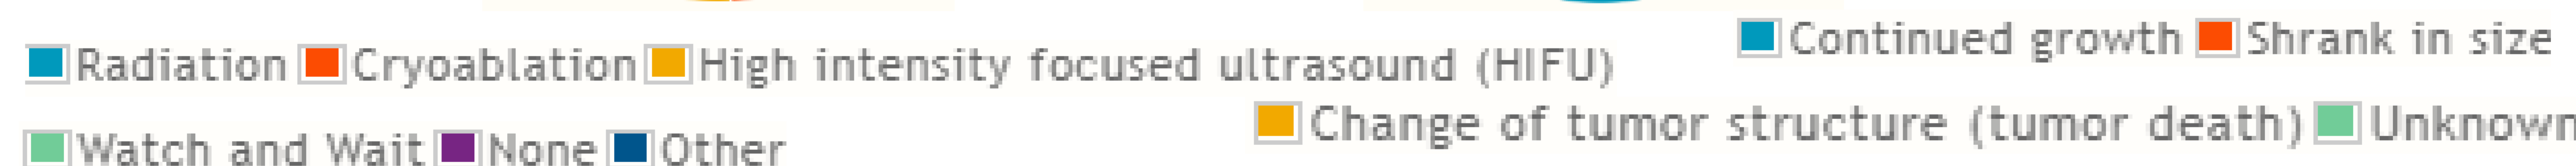 Radiation Cryoablation High intensity focused ultrasound (HIFU)
Watch and Wait None Other
Continued growth Shrank in size
Change of tumor structure (tumor death) Unknown